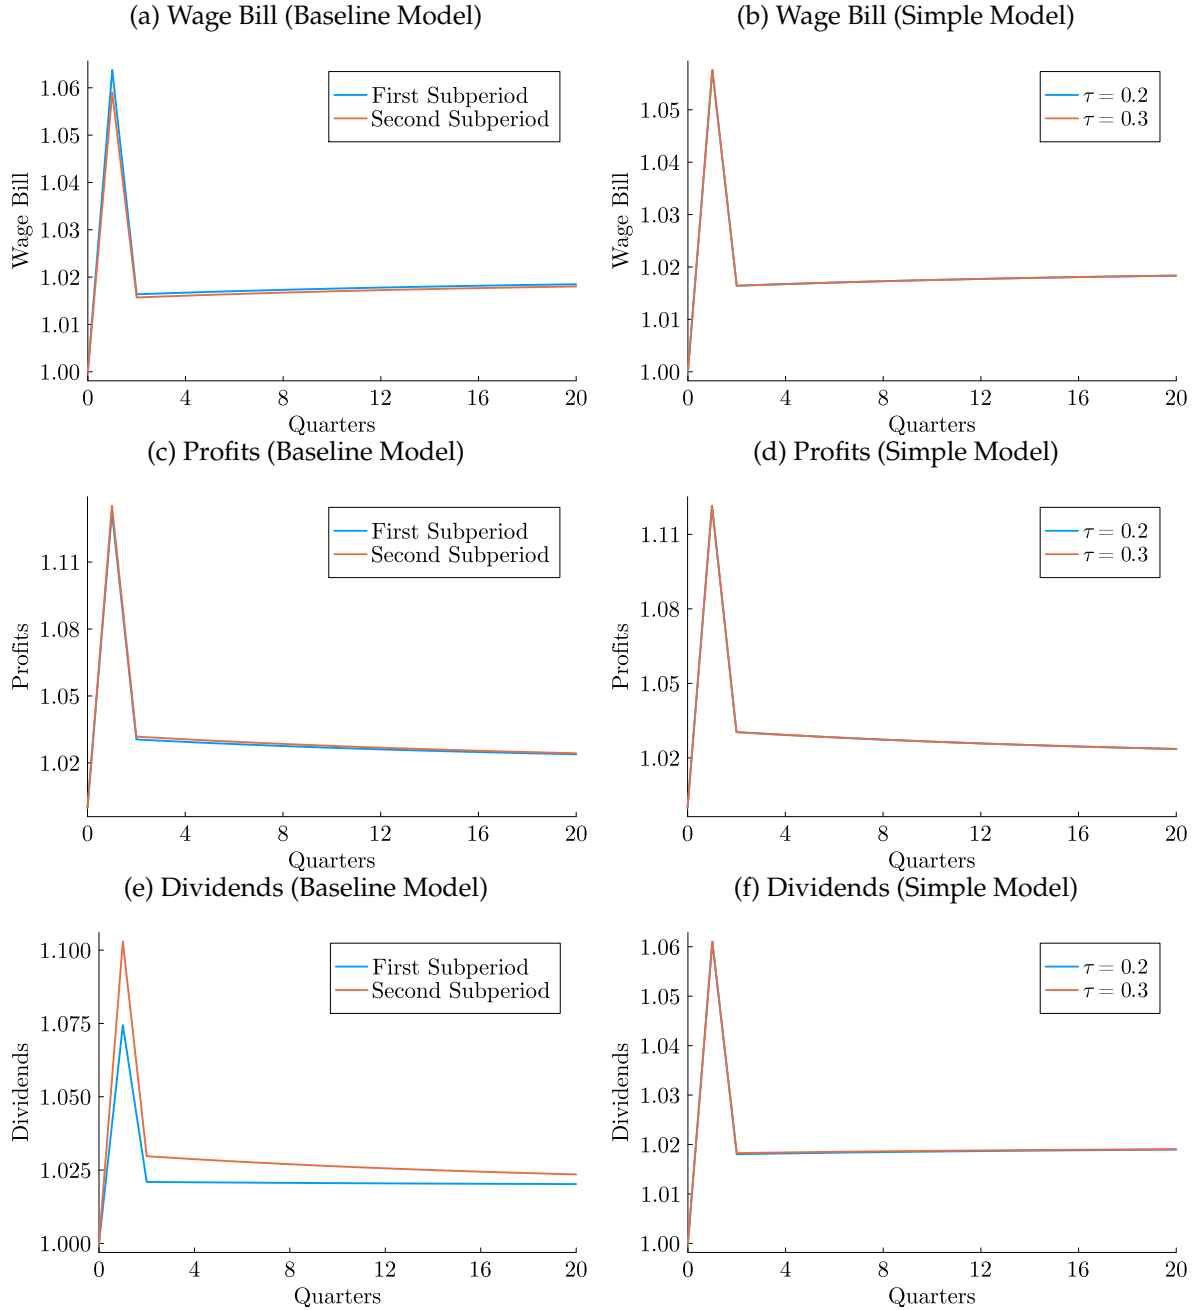 (a) Wage Bill (Baseline Model)
1.06
1.05
1.04
1.03
1.02
1.01
1.00
Wage Bill
First Subperiod
Second Subperiod
0 4 8 12 16 20
Quarters
(b) Wage Bill (Simple Model)
1.05
1.04
1.03
1.02
1.01
1.00
Wage Bill
τ = 0.2
τ = 0.3
0 4 8 12 16 20
Quarters
(c) Profits (Baseline Model)
1.11
1.08
1.05
1.02
Profits
First Subperiod
Second Subperiod
0 4 8 12 16 20
Quarters
(d) Profits (Simple Model)
1.11
1.08
1.05
1.02
Profits
τ = 0.2
τ = 0.3
0 4 8 12 16 20
Quarters
(e) Dividends (Baseline Model)
1.100
1.075
1.050
1.025
1.000
Dividends
First Subperiod
Second Subperiod
0 4 8 12 16 20
Quarters
(f) Dividends (Simple Model)
1.06
1.05
1.04
1.03
1.02
1.01
1.00
Dividends
τ = 0.2
τ = 0.3
0 4 8 12 16 20
Quarters